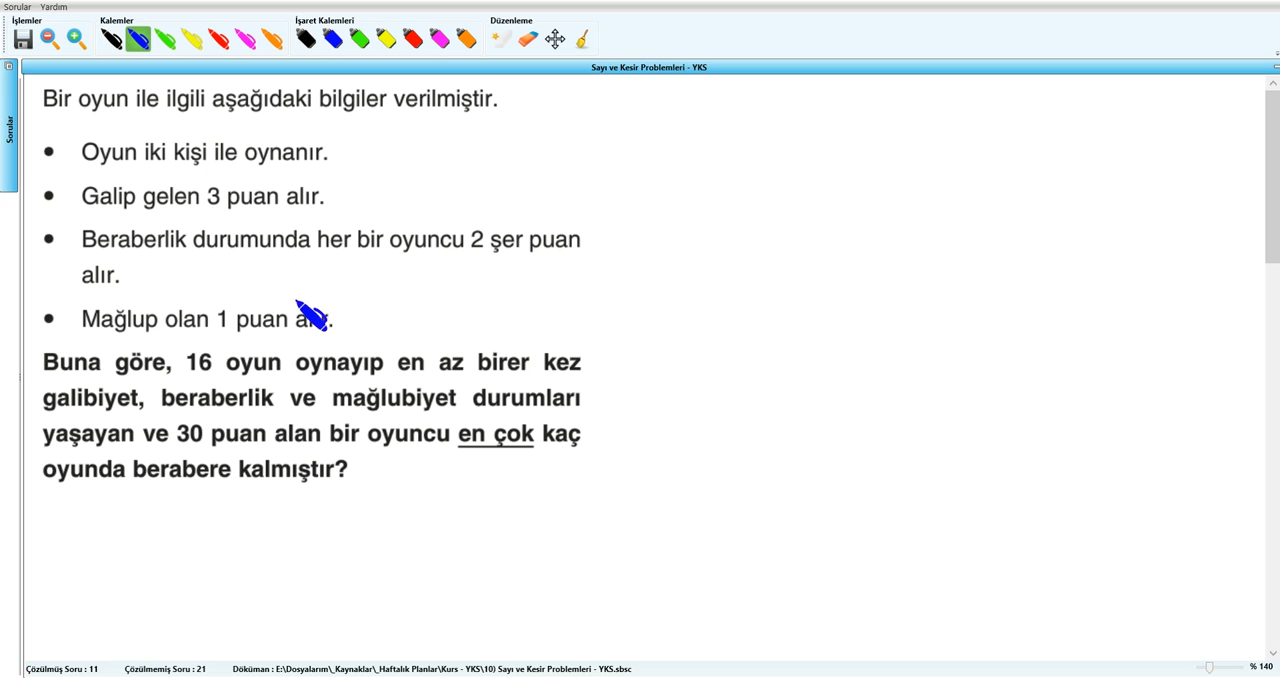 Sorular Yardım
İşlemler Kalemler İşaret Kalemleri Düzenleme
Sayı ve Kesir Problemleri - YKS
Sorular
Bir oyun ile ilgili aşağıdaki bilgiler verilmiştir.
• Oyun iki kişi ile oynanır.
• Galip gelen 3 puan alır.
• Beraberlik durumunda her bir oyuncu 2 şer puan
alır.
• Mağlup olan 1 puan
Buna göre, 16 oyun oynayıp en az birer kez
galibiyet, beraberlik ve mağlubiyet durumları
yaşayan ve 30 puan alan bir oyuncu en çok kaç
oyunda berabere kalmıştır?
Çözülmüş Soru : 11 Çözülmemiş Soru : 21 Döküman : E:\Dosyalarım\_Kaynaklar\_Haftalık Planlar\Kurs - YKS\10) Sayı ve Kesir Problemleri - YKS.sbsc % 140